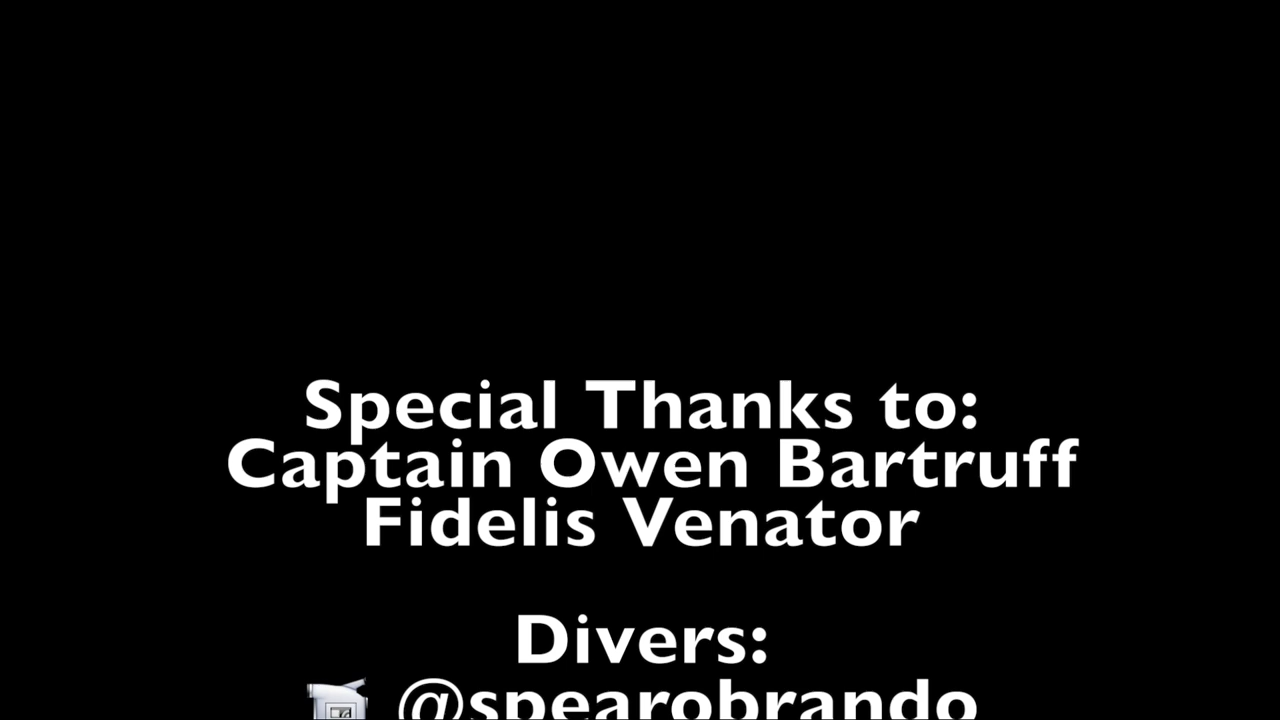 Special Thanks to:
Captain Owen Bartruff
Fidelis Venator
Divers:
@spearobrando